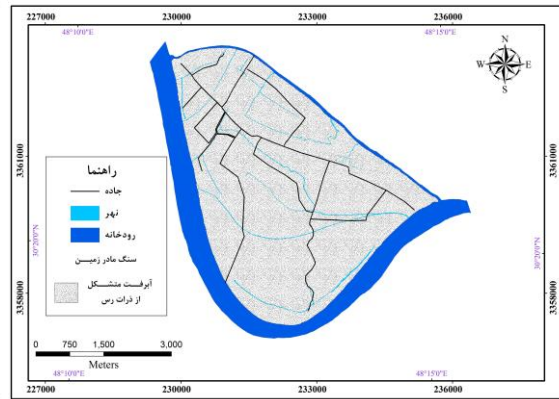 227000 230000 233000 236000
48°10'0"E 48°15'0"E
N
W E
S
3361000 3361000
راهنما
جاده
نهر
رودخانه
سنگ مادر زمین
آبرفت متشکل
از ذرات رس
30°20'0"N 30°20'0"N
3358000 3358000
0 750 1,500 3,000
Meters
48°10'0"E 48°15'0"E
227000 230000 233000 236000